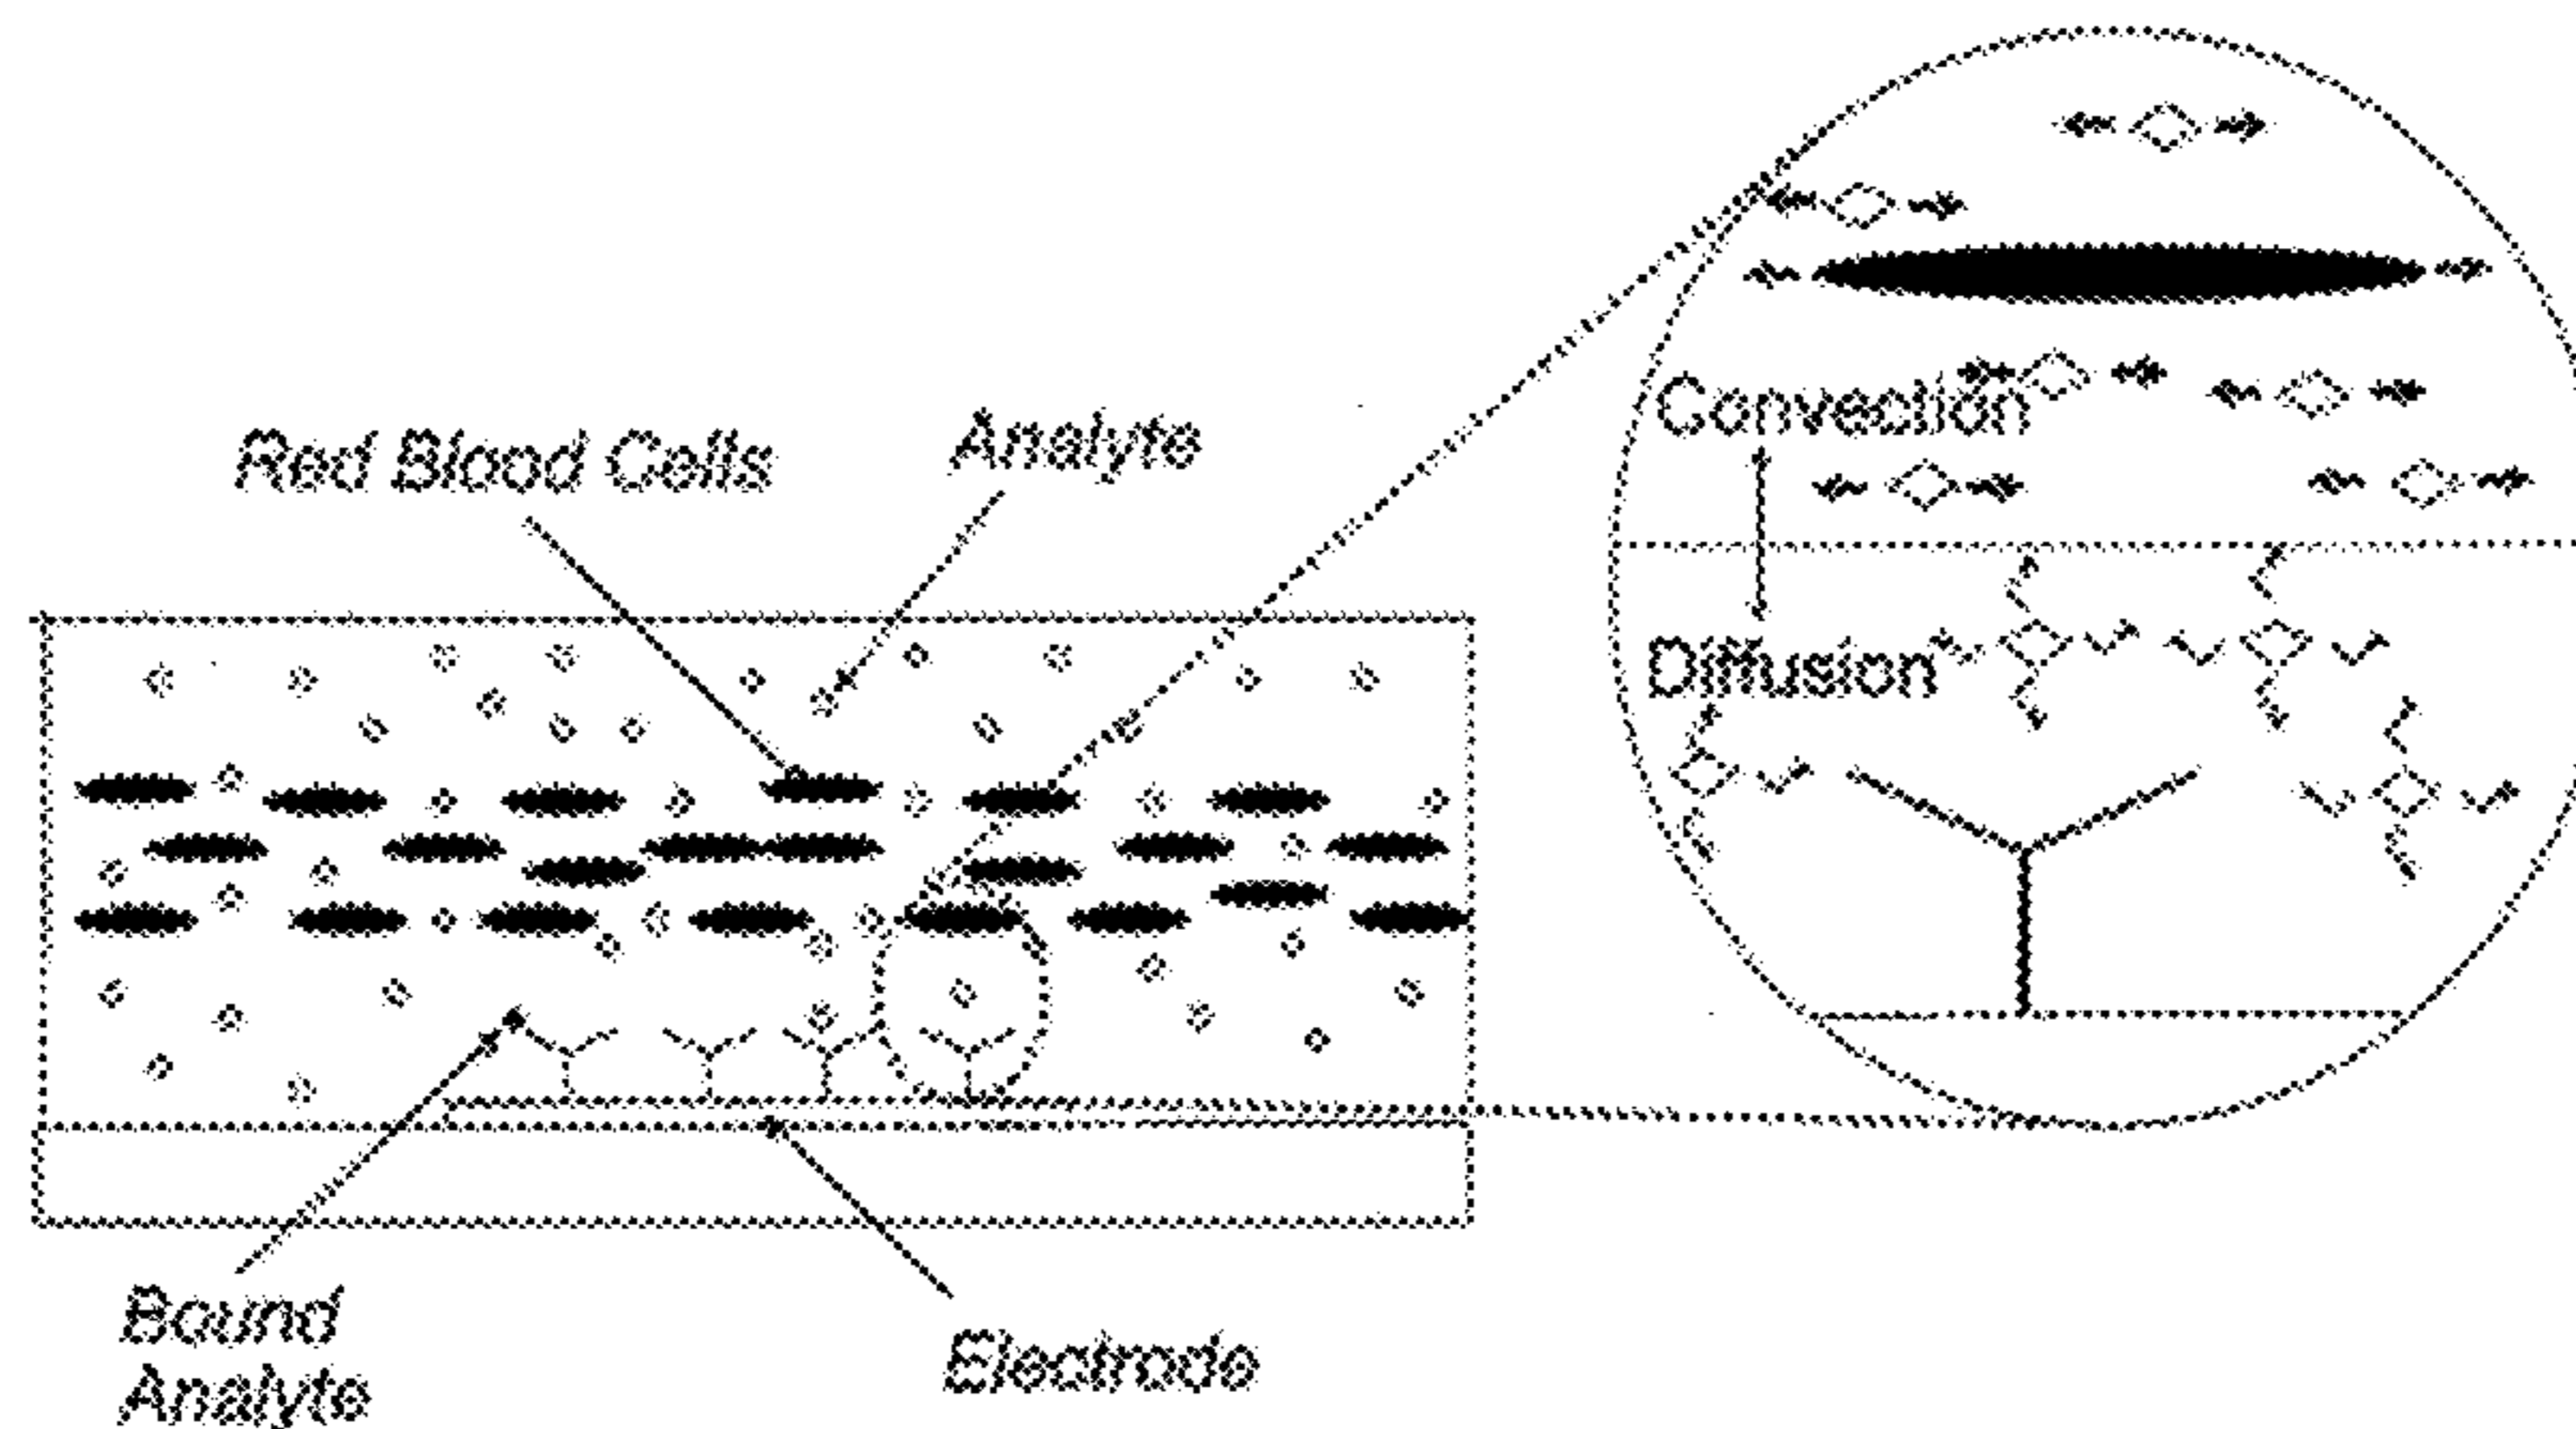 Convection
Red Blood Cells
Analyte
Diffusion
Bound
Analyte
Electrode